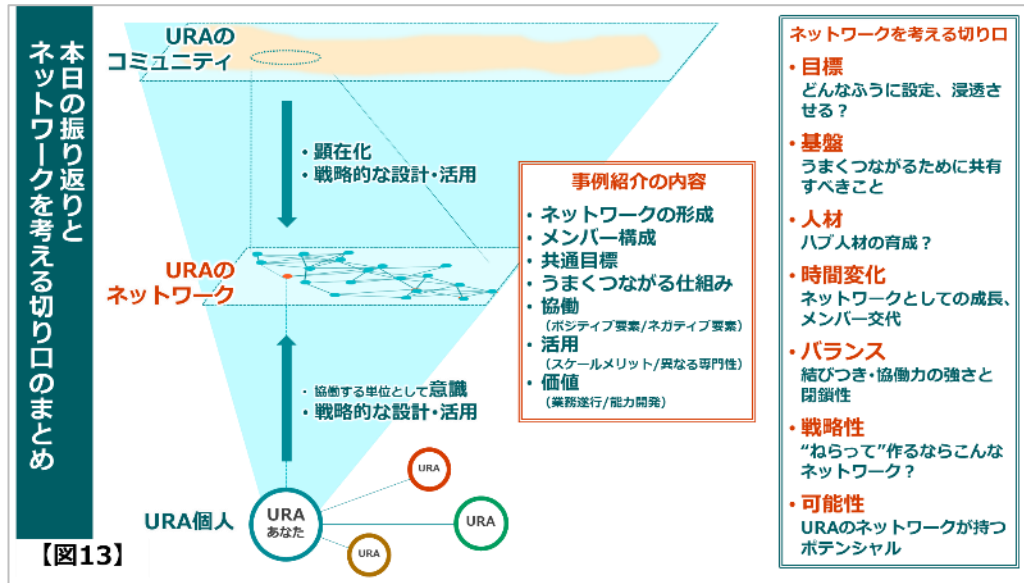 本日の振り返りと
ネットワークを考える切り口のまとめ
【図13】
URAの
コミュニティ
・顕在化
・戦略的な設計・活用
URAの
ネットワーク
・協働する単位として意識
・戦略的な設計・活用
URA個人
URA
あなた
URA
URA
URA
事例紹介の内容
・ネットワークの形成
・メンバー構成
・共通目標
・うまくつながる仕組み
・協働
（ポジティブ要素/ネガティブ要素）
・活用
（スケールメリット/異なる専門性）
・価値
（業務遂行/能力開発）
ネットワークを考える切り口
・目標
どんなふうに設定、浸透さ
せる？
・基盤
うまくつながるために共有
すべきこと
・人材
ハブ人材の育成？
・時間変化
ネットワークとしての成長、
メンバー交代
・バランス
結びつき・協働力の強さと
閉鎖性
・戦略性
“ねらって”作るならこんな
ネットワーク？
・可能性
URAのネットワークが持つ
ポテンシャル